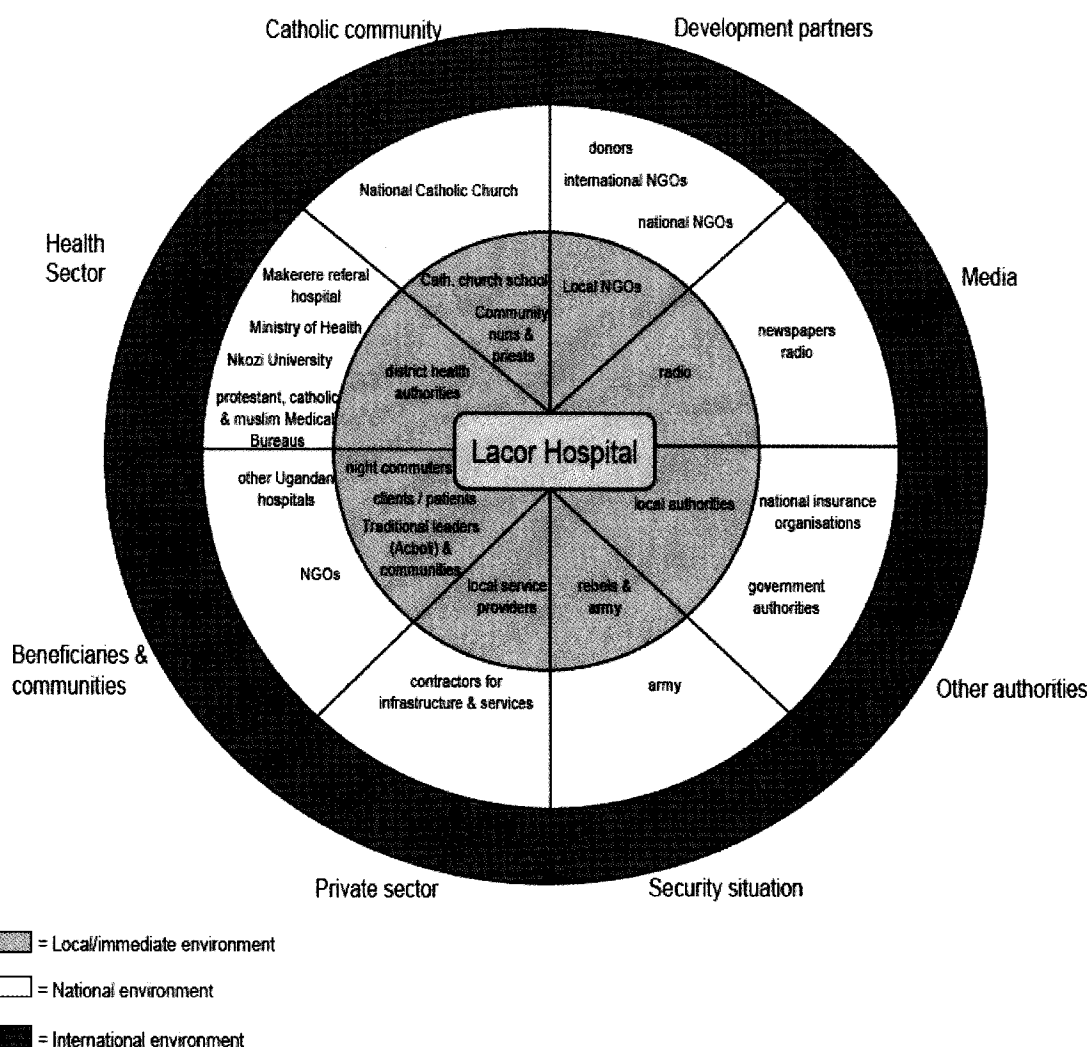 Catholic community
Development partners
Health
Sector
Media
Beneficiaries &
communities
Other authorities
Private sector
Security situation
donors
international NGOs
national NGOs
National Catholic Church
Makerere referal
hospital
Ministry of Health
Nkozi University
protestant, catholic
& muslim Medical
Bureaus
newspapers
radio
Cath. church school
Community
nuns &
priests
Local NGOs
district health
authorities
radio
Lacor Hospital
night commuters
clients / patients
Traditional leaders
(Acholi) &
communities
local authorities
other Ugandan
hospitals
NGOs
national insurance
organisations
government
authorities
local service
providers
rebels &
army
contractors for
infrastructure & services
army
= Local/immediate environment
= National environment
= International environment